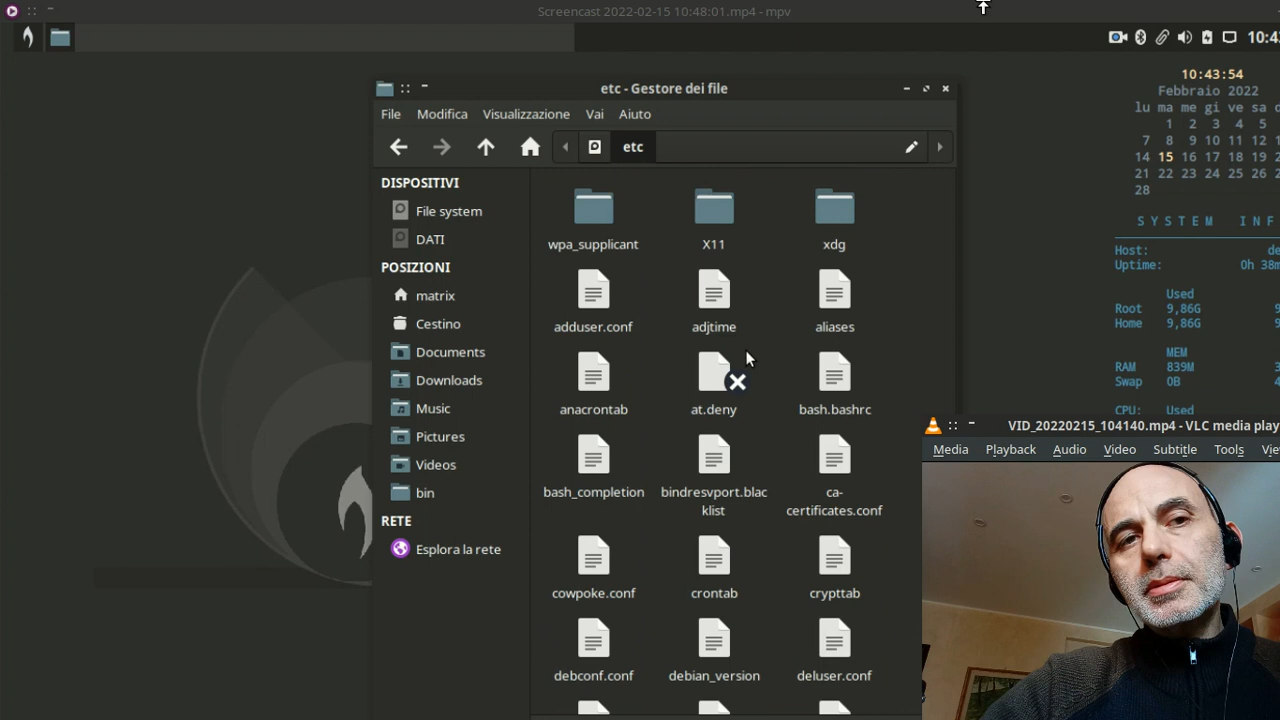 Screencast 2022-02-15 10:48:01.mp4 - mpv
10:4
10:43:54
Febbraio 2022
lu ma me gi ve sa
1 2 3 4 5
7 8 9 10 11 12
14 15 16 17 18 19
21 22 23 24 25 26
28
SYSTEM INF
Host: de
Uptime: 0h 38m
Used
Root 9,86G
Home 9,86G
MEM
RAM 839M
Swap 0B
CPU: Used
etc - Gestore dei file
File Modifica Visualizzazione Vai Aiuto
etc
DISPOSITIVI
File system
DATI
POSIZIONI
matrix
Cestino
Documents
Downloads
Music
Pictures
Videos
bin
RETE
Esplora la rete
wpa_supplicant X11 xdg
adduser.conf adjtime aliases
anacrontab at.deny bash.bashrc
bash_completion bindresvport.blac ca-
klist certificates.conf
cowpoke.conf crontab crypttab
debconf.conf debian_version deluser.conf
VID_20220215_104140.mp4 - VLC media play
Media Playback Audio Video Subtitle Tools Vie